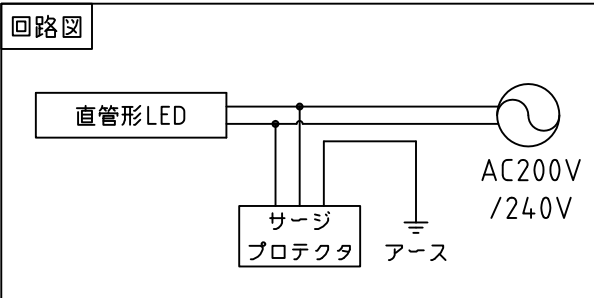 回路図
直管形LED
AC200V
/240V
サージ
プロテクタ
アース